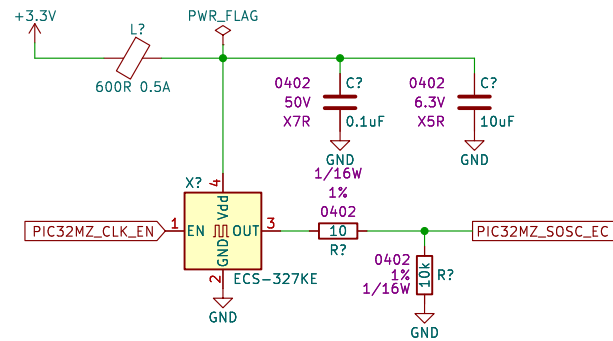 +3.3V
PWR_FLAG
L?
600R 0.5A
0402
50V
X7R
C?
0.1uF
GND
0402
6.3V
X5R
C?
10uF
GND
X?
4
Vdd
PIC32MZ_CLK_EN
1
EN
OUT
3
GND
2
ECS-327KE
GND
1/16W
1%
0402
10
R?
PIC32MZ_SOSC_EC
0402
1%
1/16W
10k
R?
GND